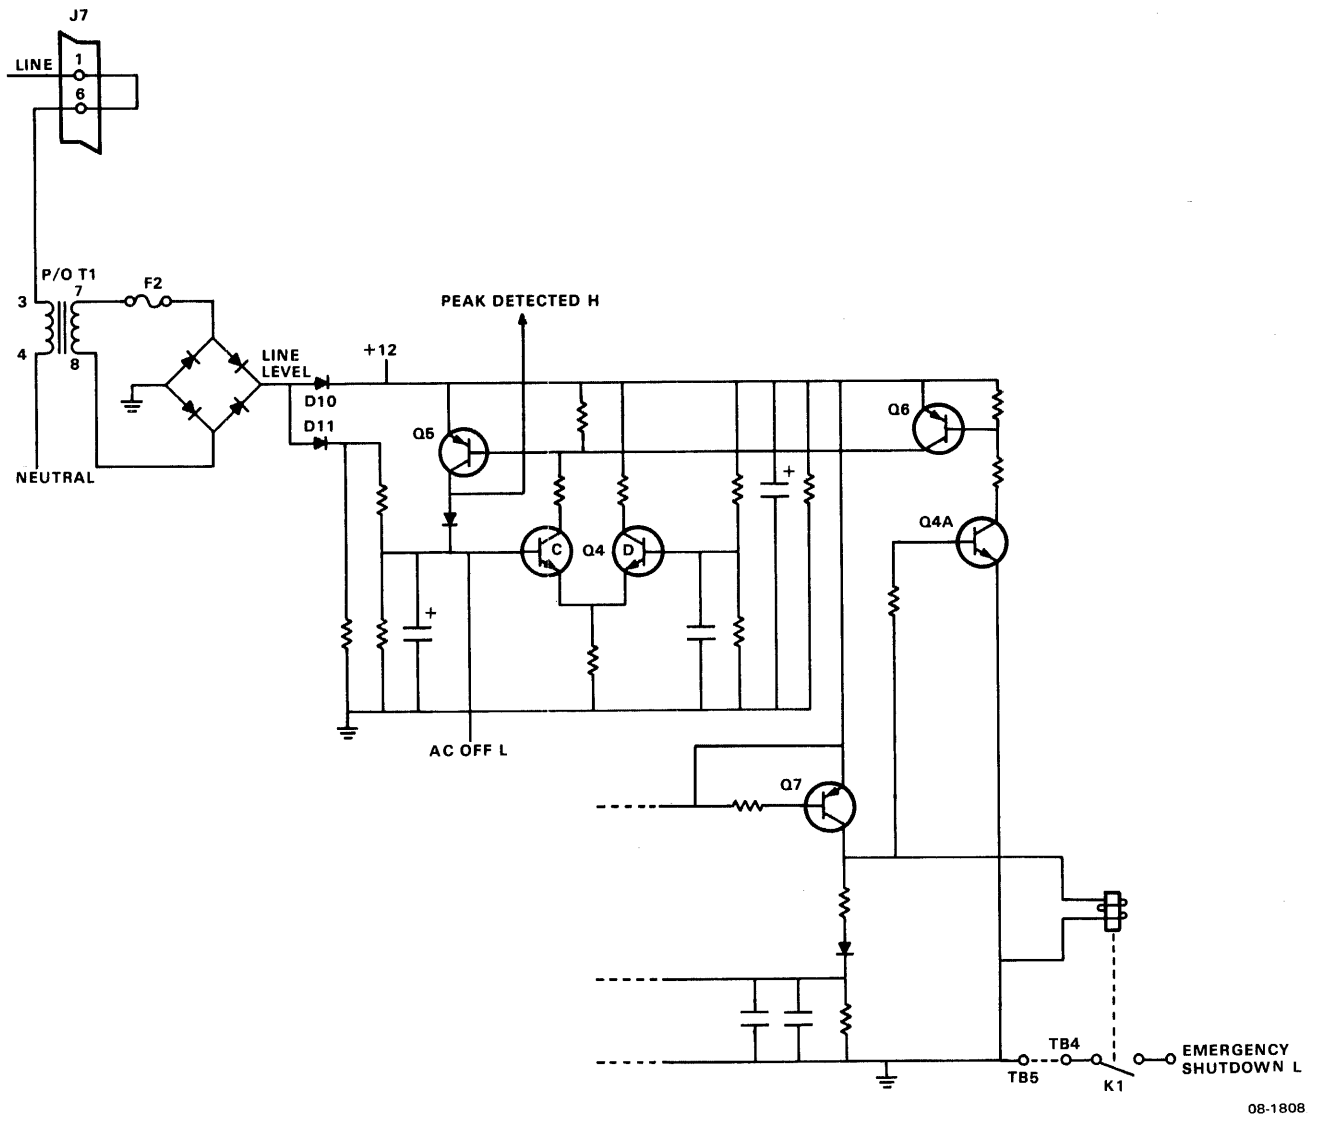 J7
LINE
1
6
P/O T1
3
7
F2
4
8
NEUTRAL
LINE
LEVEL
D10
D11
+12
PEAK DETECTED H
Q5
Q6
+
Q4A
C
Q4
D
+
AC OFF L
Q7
TB5
TB4
K1
EMERGENCY
SHUTDOWN L
08-1808